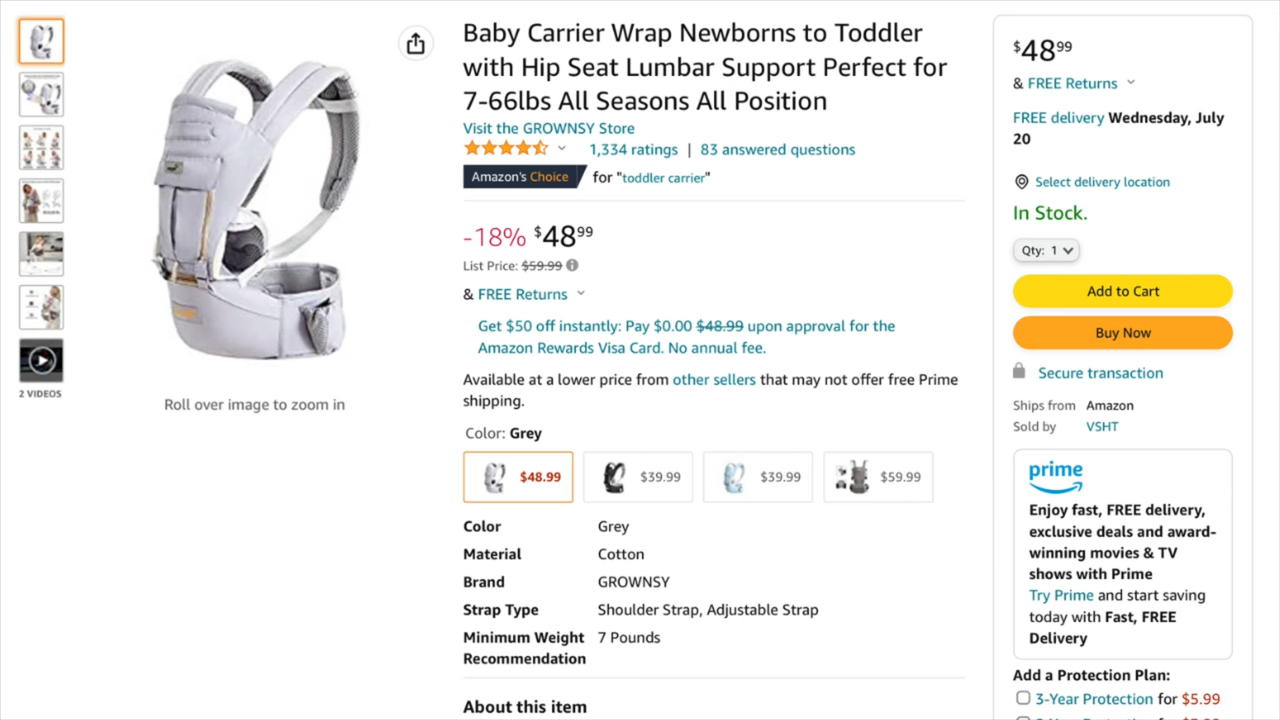 Baby Carrier Wrap Newborns to Toddler
with Hip Seat Lumbar Support Perfect for
7-66lbs All Seasons All Position
Visit the GROWNSY Store
1,334 ratings | 83 answered questions
Amazon's Choice for "toddler carrier"
-18% $48⁹⁹
List Price: $59.99
& FREE Returns
Get $50 off instantly: Pay $0.00 $48.99 upon approval for the
Amazon Rewards Visa Card. No annual fee.
Available at a lower price from other sellers that may not offer free Prime
shipping.
Color: Grey
$48.99 $39.99 $39.99 $59.99
Color Grey
Material Cotton
Brand GROWNSY
Strap Type Shoulder Strap, Adjustable Strap
Minimum Weight 7 Pounds
Recommendation
About this item
2 VIDEOS
Roll over image to zoom in
$48⁹⁹
& FREE Returns
FREE delivery Wednesday, July
20
Select delivery location
In Stock.
Qty: 1
Add to Cart
Buy Now
Secure transaction
Ships from Amazon
Sold by VSHT
prime
Enjoy fast, FREE delivery,
exclusive deals and award-
winning movies & TV
shows with Prime
Try Prime and start saving
today with Fast, FREE
Delivery
Add a Protection Plan:
3-Year Protection for $5.99